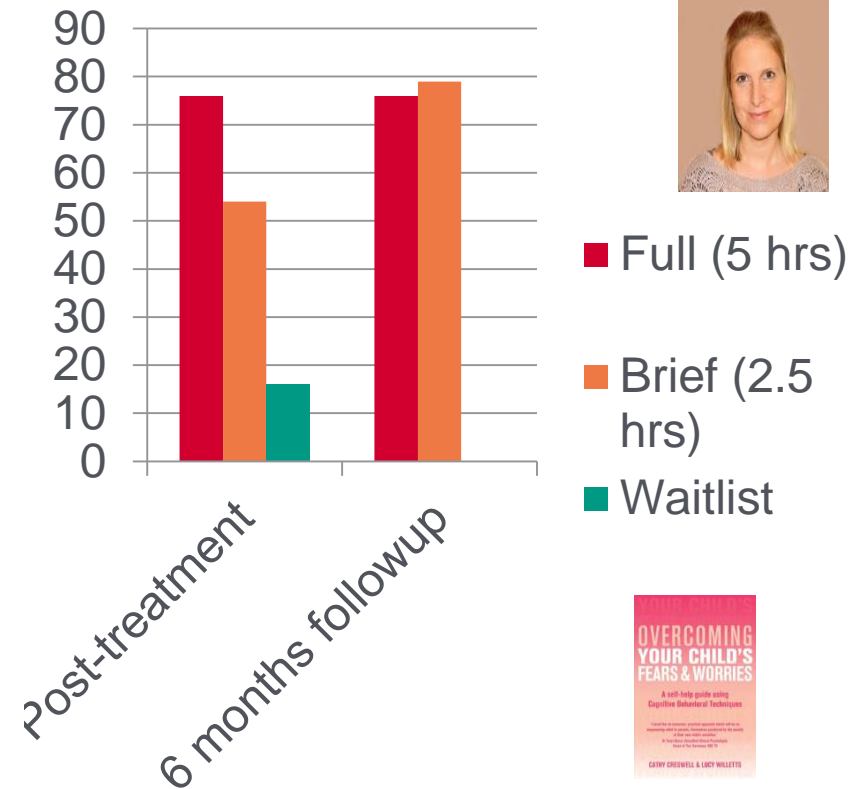 90
80
70
60
50
40
30
20
10
0
Post-treatment
6 months followup
Full (5 hrs)
Brief (2.5
hrs)
Waitlist
OVERCOMING
YOUR CHILD'S
FEARS & WORRIES
A self-help guide using
Cognitive Behavioral Techniques
CATHY CRESWELL & LUCY WILLETTS